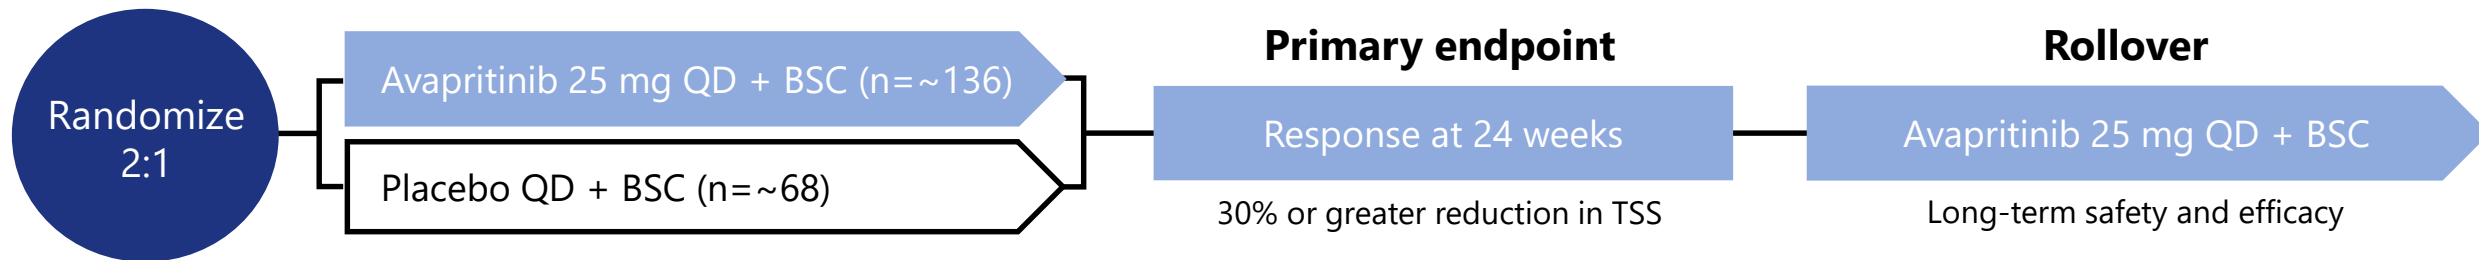 Randomize
2:1
Avapritinib 25 mg QD + BSC (n=~136)
Placebo QD + BSC (n=~68)
Primary endpoint
Response at 24 weeks
30% or greater reduction in TSS
Rollover
Avapritinib 25 mg QD + BSC
Long-term safety and efficacy